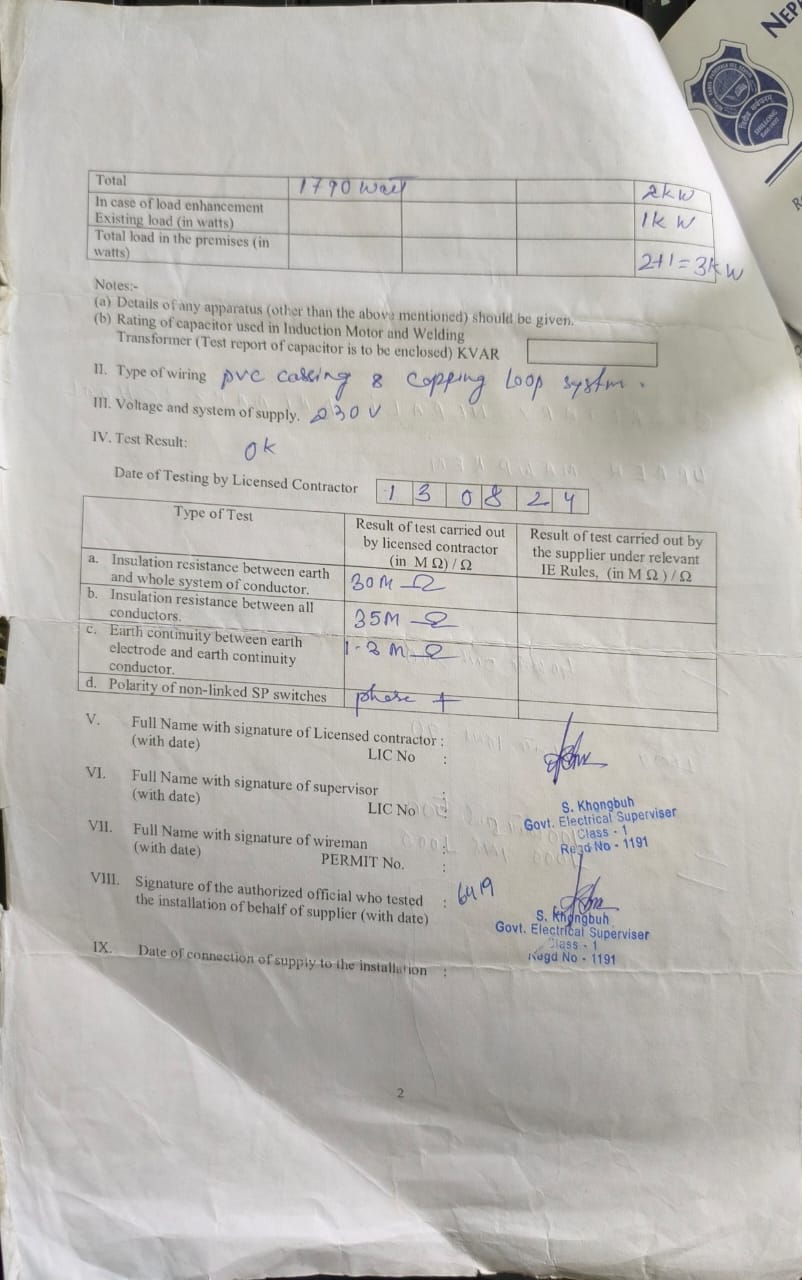 NEPA
Total 1790 watt 2kW
In case of load enhancement
Existing load (in watts) 1kW
Total load in the premises (in
watts) 2+1=3kW
Notes:-
(a) Details of any apparatus (other than the above mentioned) should be given.
(b) Rating of capacitor used in Induction Motor and Welding
Transformer (Test report of capacitor is to be enclosed) KVAR
II. Type of wiring pvc cassing & copping loop systm.
III. Voltage and system of supply. 230V
IV. Test Result: Ok
Date of Testing by Licensed Contractor 1 3 0 8 2 4
Type of Test
Result of test carried out
by licensed contractor
(in M Ω) / Ω
Result of test carried out by
the supplier under relevant
IE Rules, (in M Ω ) / Ω
a. Insulation resistance between earth
and whole system of conductor. 30M Ω
b. Insulation resistance between all
conductors. 35M Ω
c. Earth continuity between earth
electrode and earth continuity
conductor.
d. Polarity of non-linked SP switches phase +
V. Full Name with signature of Licensed contractor :
(with date)
LIC No :
VI. Full Name with signature of supervisor :
(with date)
LIC No :
S. Khongbuh
Govt. Electrical Superviser
Class - 1
Regd No - 1191
VII. Full Name with signature of wireman :
(with date)
PERMIT No. :
VIII. Signature of the authorized official who tested : 6419
the installation of behalf of supplier (with date)
S. Khongbuh
Govt. Electrical Superviser
Class - 1
Regd No - 1191
IX. Date of connection of supply to the installation :
2